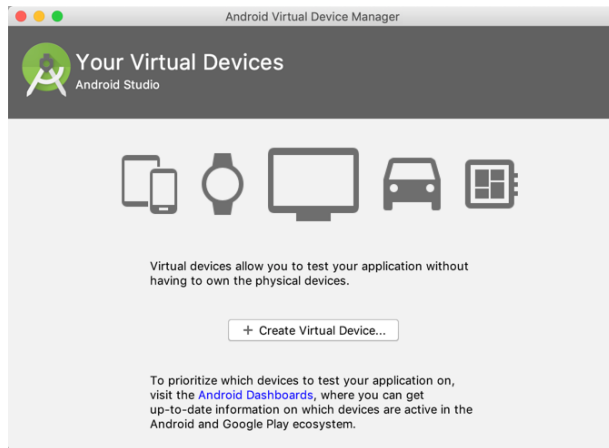 Android Virtual Device Manager
Your Virtual Devices
Android Studio
Virtual devices allow you to test your application without
having to own the physical devices.
+ Create Virtual Device...
To prioritize which devices to test your application on,
visit the Android Dashboards, where you can get
up-to-date information on which devices are active in the
Android and Google Play ecosystem.